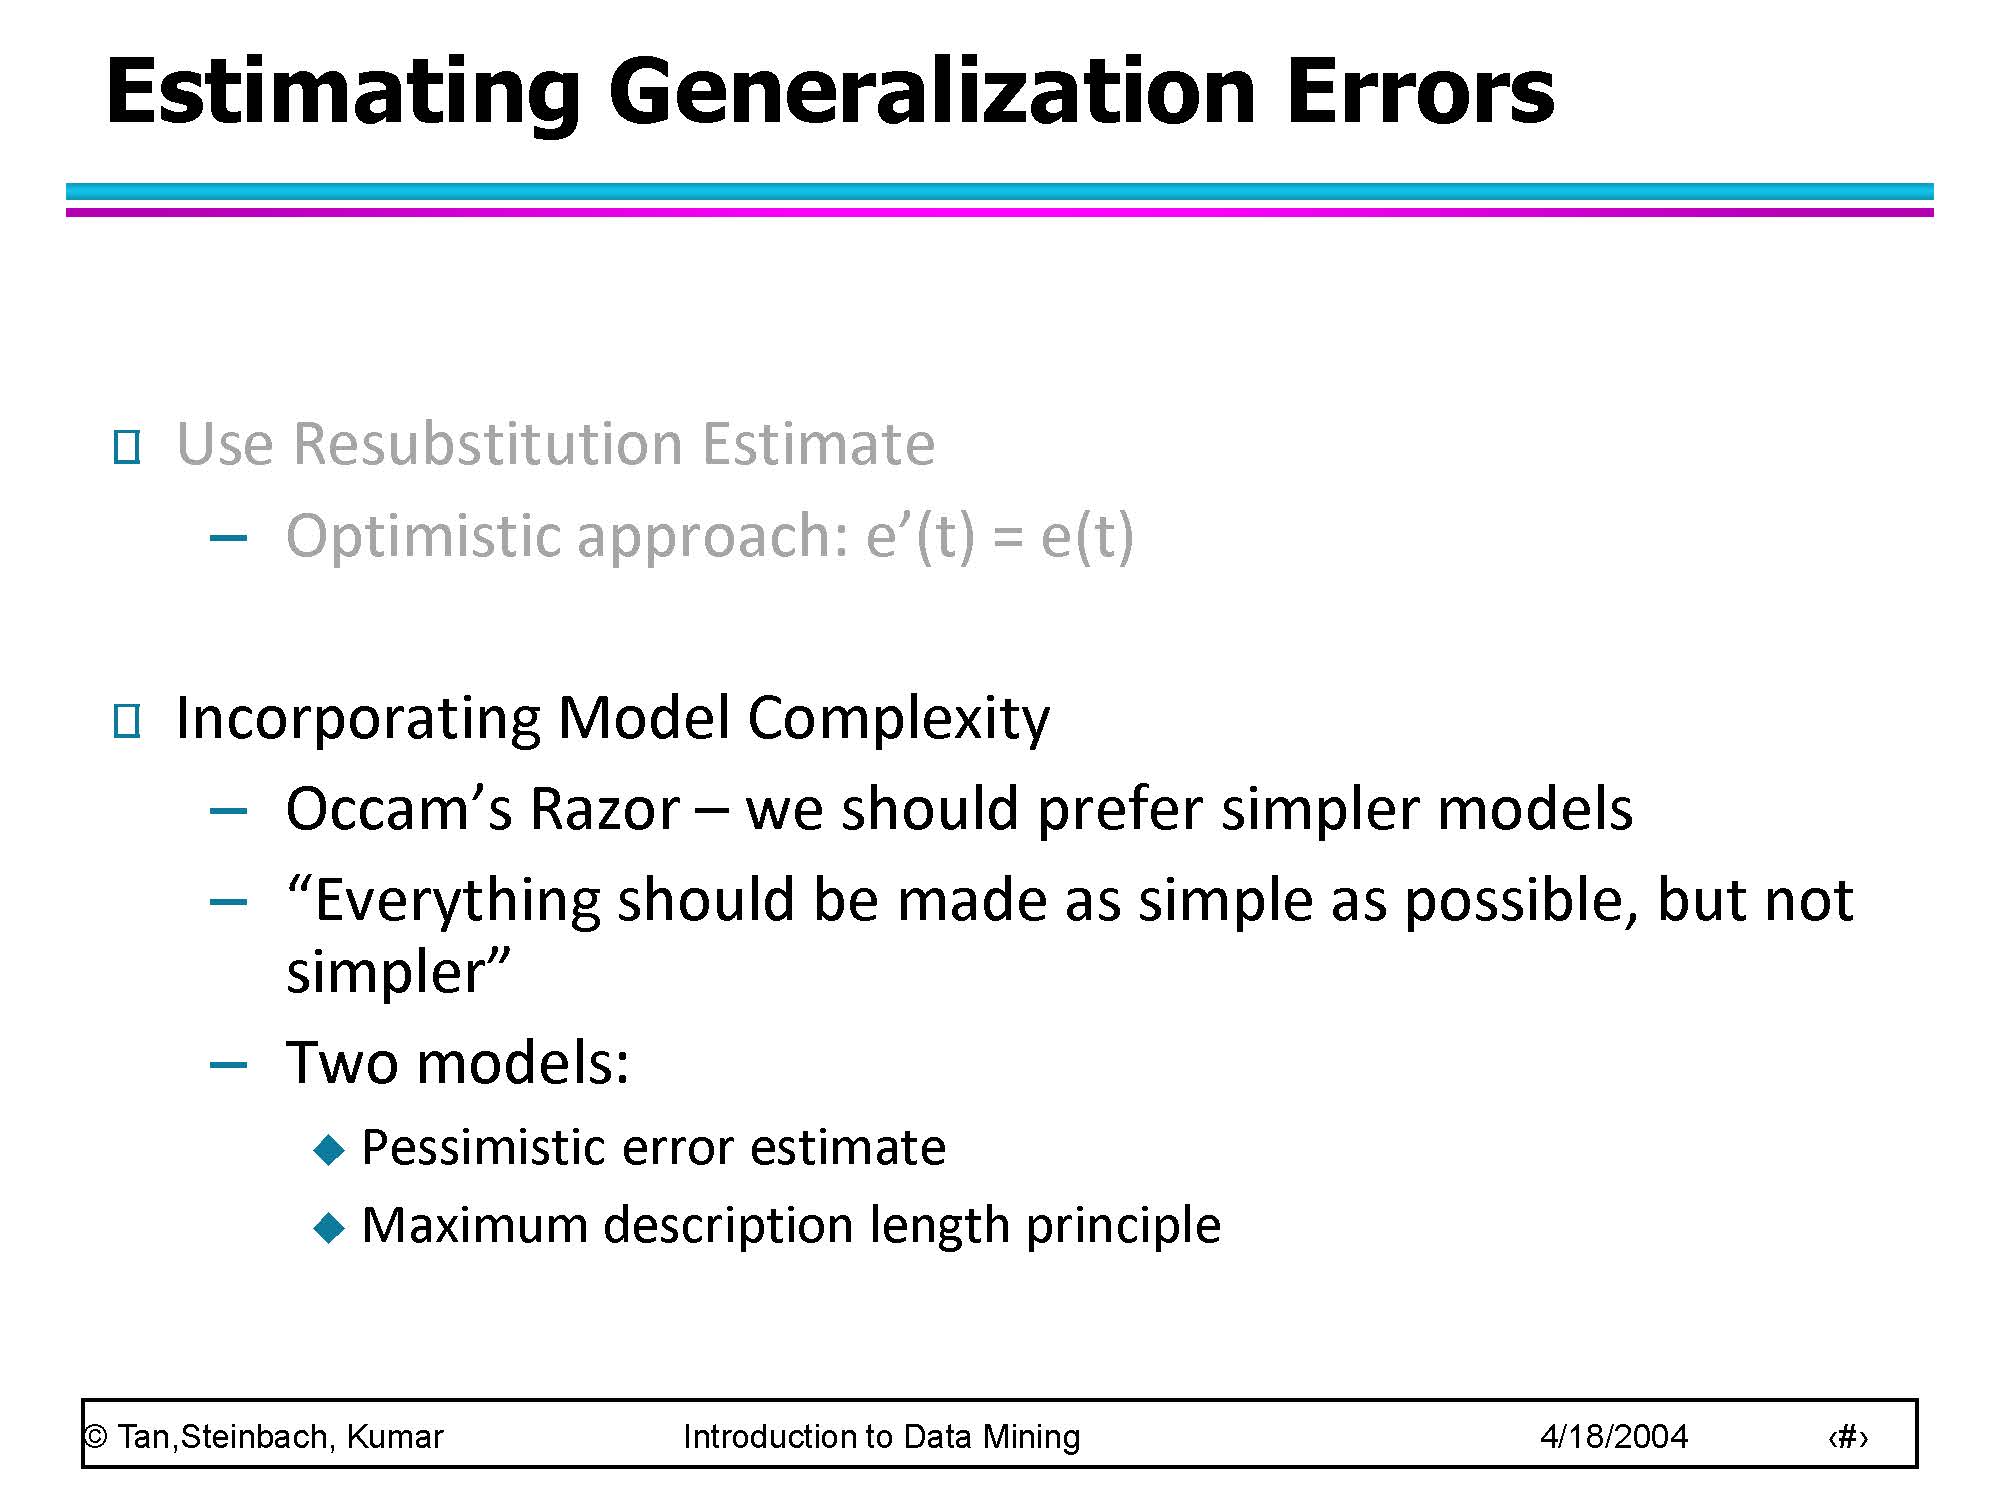 Estimating Generalization Errors
Use Resubstitution Estimate
– Optimistic approach: e’(t) = e(t)
Incorporating Model Complexity
– Occam’s Razor – we should prefer simpler models
– “Everything should be made as simple as possible, but not
simpler”
– Two models:
◆ Pessimistic error estimate
◆ Maximum description length principle
© Tan,Steinbach, Kumar Introduction to Data Mining 4/18/2004 ‹#›